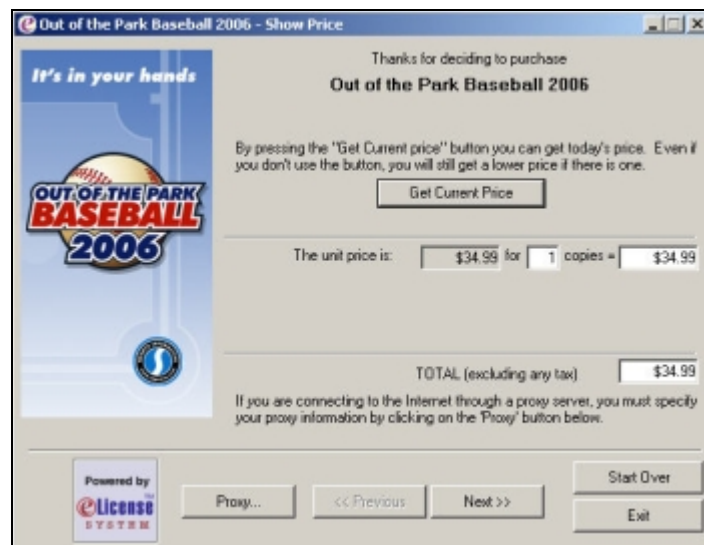 Out of the Park Baseball 2006 - Show Price
It's in your hands
OUT OF THE PARK
BASEBALL
2006
Thanks for deciding to purchase
Out of the Park Baseball 2006
By pressing the "Get Current price" button you can get today's price. Even if
you don't use the button, you will still get a lower price if there is one.
Get Current Price
The unit price is: $34.99 for 1 copies = $34.99
TOTAL (excluding any tax) $34.99
If you are connecting to the Internet through a proxy server, you must specify
your proxy information by clicking on the 'Proxy' button below.
Powered by
eLicense
SYSTEM
Proxy...
<< Previous
Next >>
Start Over
Exit